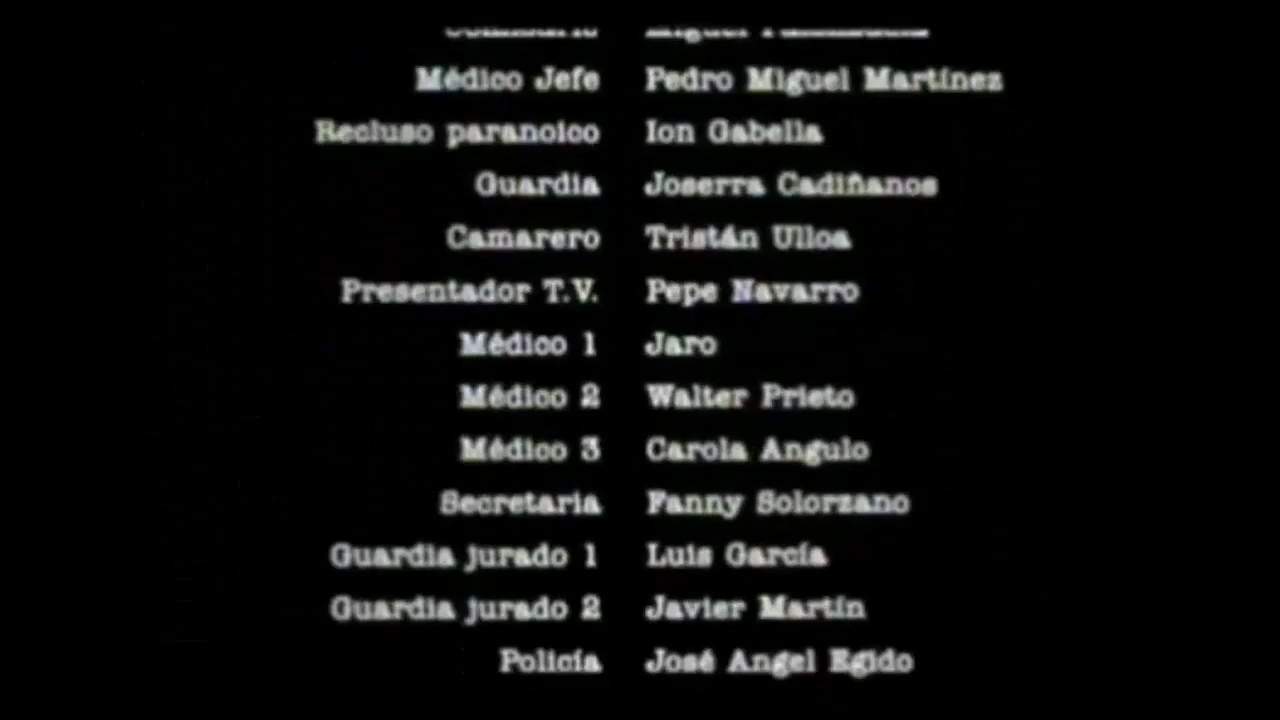 Médico Jefe Pedro Miguel Martínez
Recluso paranoico Ion Gabella
Guardia Joserra Cadiñanos
Camarero Tristán Ulloa
Presentador T.V. Pepe Navarro
Médico 1 Jaro
Médico 2 Walter Prieto
Médico 3 Carola Angulo
Secretaria Fanny Solorzano
Guardia jurado 1 Luis García
Guardia jurado 2 Javier Martín
Policía José Angel Egido